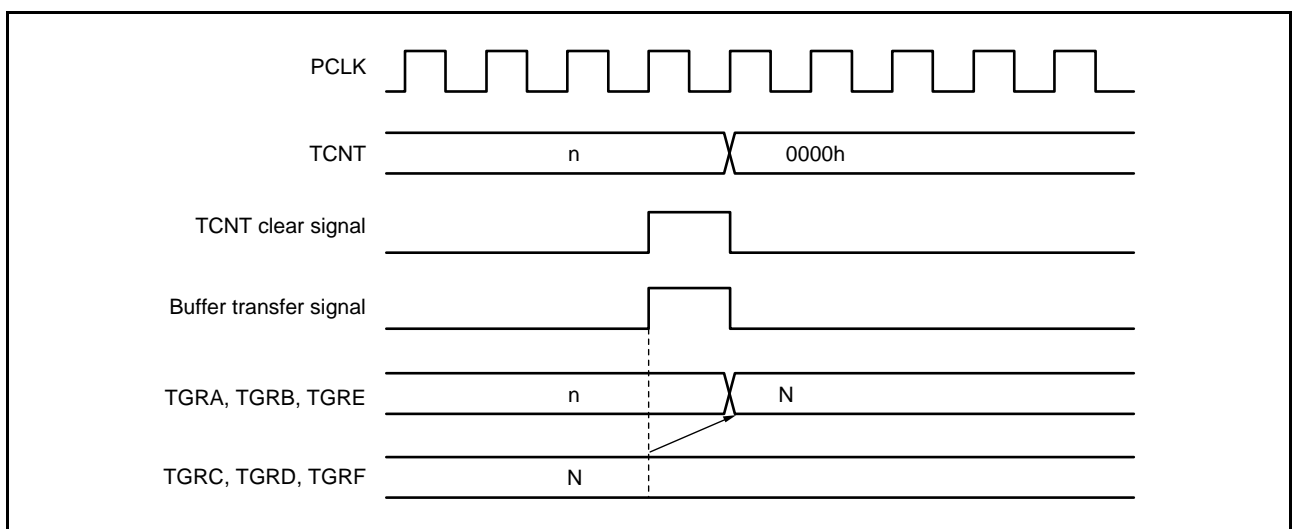 PCLK
TCNT n 0000h
TCNT clear signal
Buffer transfer signal
TGRA, TGRB, TGRE n N
TGRC, TGRD, TGRF N